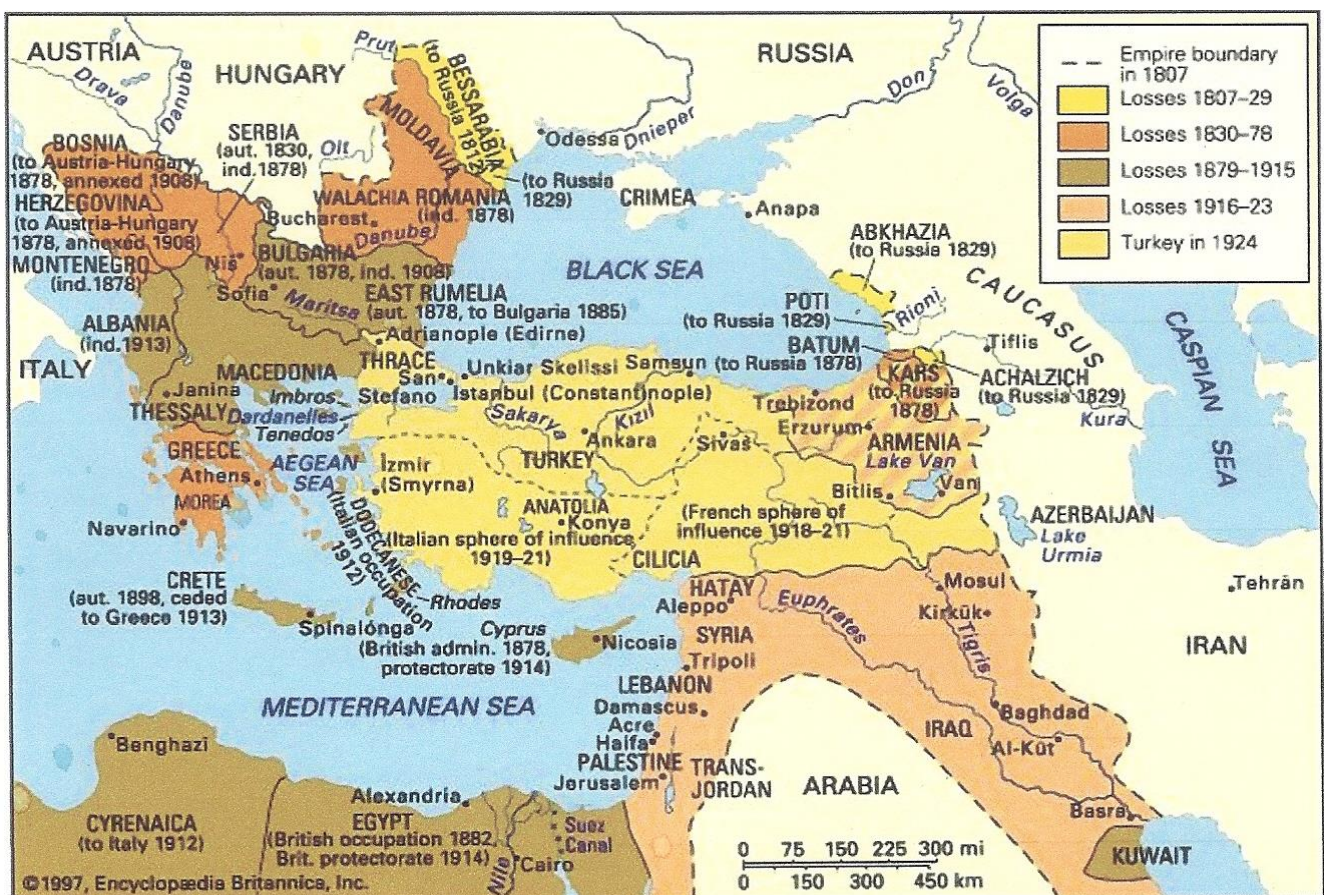 AUSTRIA
Drava
Danube
HUNGARY
Prut
BESSARABIA
(to Russia 1812)
MOLDAVIA
RUSSIA
Don
Volga
Odessa
Dnieper
Empire boundary
in 1807
Losses 1807–29
Losses 1830–78
Losses 1879–1915
Losses 1916–23
Turkey in 1924
BOSNIA
(to Austria-Hungary
1878, annexed 1908)
HERZEGOVINA
(to Austria-Hungary
1878, annexed 1908)
MONTENEGRO
(ind.1878)
SERBIA
(aut. 1830,
ind.1878)
Olt
WALACHIA
ROMANIA
(ind. 1878)
Bucharest
Danube
(to Russia
1829)
CRIMEA
Anapa
ABKHAZIA
(to Russia 1829)
CAUCASUS
Niš
BULGARIA
(aut. 1878, ind. 1908)
Sofia
Maritsa
EAST RUMELIA
(aut. 1878, to Bulgaria 1885)
BLACK SEA
POTI
(to Russia 1829)
Rioni
BATUM
(to Russia 1878)
Tiflis
CASPIAN SEA
ALBANIA
(ind.1913)
ITALY
Adrianople (Edirne)
THRACE
San
Stefano
Unkiar Skelissi
Samsun
Istanbul (Constantinople)
KARS
(to Russia
1878)
ACHALZICH
(to Russia 1829)
Kura
MACEDONIA
Janina
Imbros
THESSALY
Dardanelles
Tenedos
Sakarya
Kizil
Ankara
Sivas
Trebizond
Erzurum
ARMENIA
Lake Van
GREECE
Athens
AEGEAN
SEA
Izmir
(Smyrna)
TURKEY
Bitlis
Van
MOREA
Navarino
DODECANESE
(Italian occupation
1912)
ANATOLIA
Konya
(Italian sphere of influence
1919–21)
(French sphere of
influence 1918–21)
CILICIA
AZERBAIJAN
Lake
Urmia
CRETE
(aut. 1898, ceded
to Greece 1913)
Spinalónga
Rhodes
Cyprus
(British admin. 1878,
protectorate 1914)
Nicosia
HATAY
Aleppo
Euphrates
Mosul
Kirkūk
Tigris
Tehrān
SYRIA
Tripoli
IRAN
MEDITERRANEAN SEA
LEBANON
Damascus
Acre
Haifa
PALESTINE
Jerusalem
TRANS-
JORDAN
IRAQ
Baghdad
Al-Kūt
Basra
ARABIA
Benghazī
Alexandria
CYRENAICA
(to Italy 1912)
EGYPT
(British occupation 1882,
Brit. protectorate 1914)
Suez
Canal
Nile
Cairo
KUWAIT
0 75 150 225 300 mi
0 150 300 450 km
©1997, Encyclopædia Britannica, Inc.